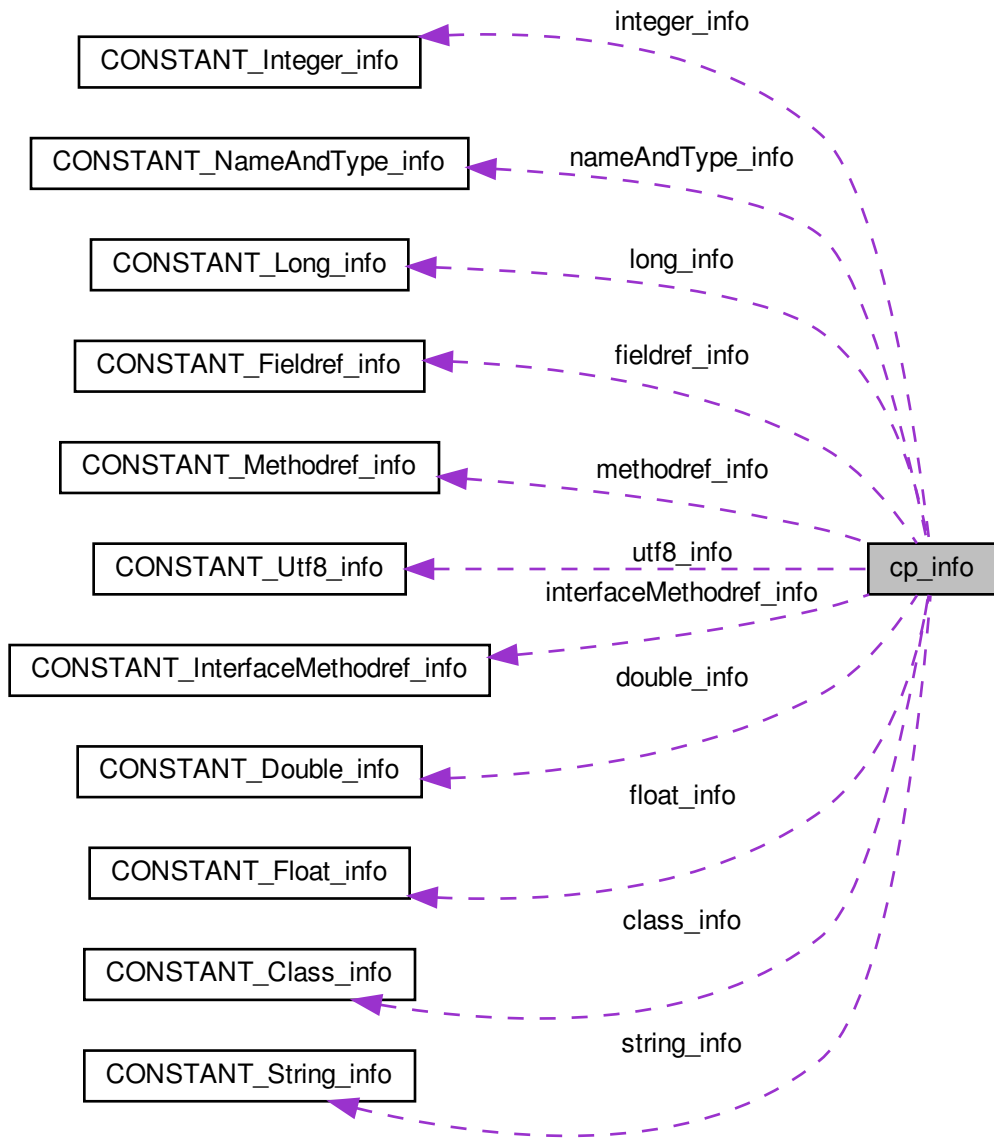 integer_info
CONSTANT_Integer_info
nameAndType_info
CONSTANT_NameAndType_info
long_info
CONSTANT_Long_info
fieldref_info
CONSTANT_Fieldref_info
methodref_info
CONSTANT_Methodref_info
utf8_info
CONSTANT_Utf8_info
cp_info
interfaceMethodref_info
CONSTANT_InterfaceMethodref_info
double_info
CONSTANT_Double_info
float_info
CONSTANT_Float_info
class_info
CONSTANT_Class_info
string_info
CONSTANT_String_info